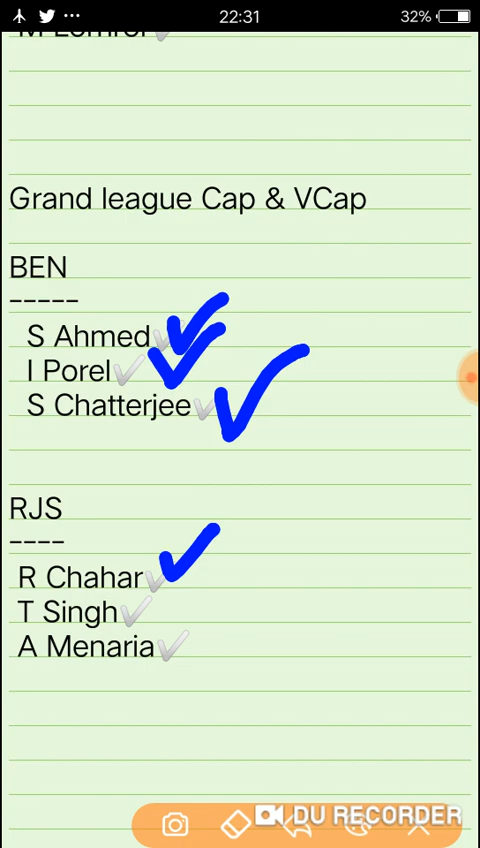 22:31
32%
Grand league Cap & VCap
BEN
-----
S Ahmed
I Porel
S Chatterjee
RJS
----
R Chahar
T Singh
A Menaria
DU RECORDER